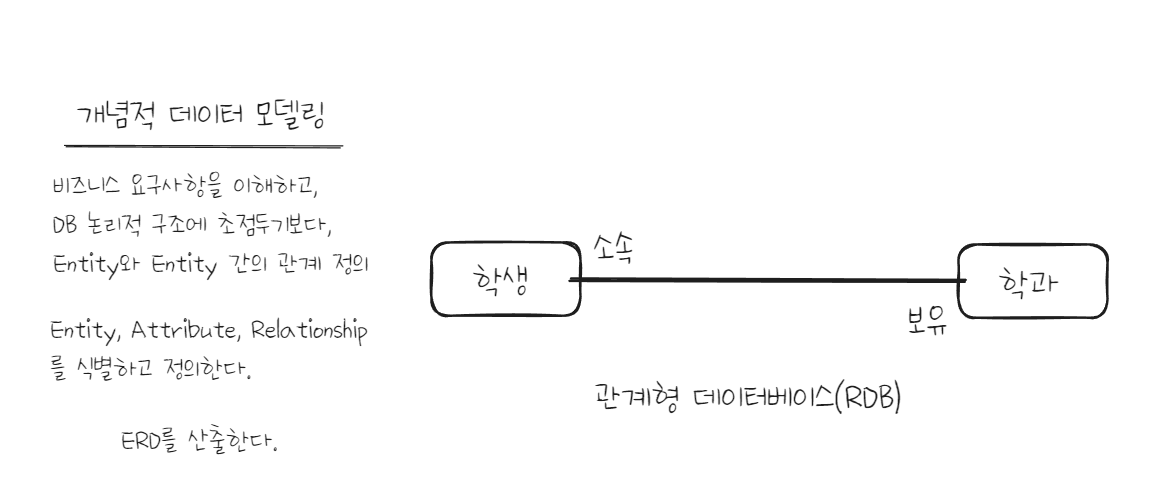 개념적 데이터 모델링
비즈니스 요구사항을 이해하고,
DB 논리적 구조에 초점두기보다,
Entity와 Entity 간의 관계 정의
Entity, Attribute, Relationship
를 식별하고 정의한다.
ERD를 산출한다.
학생
소속
학과
보유
관계형 데이터베이스(RDB)